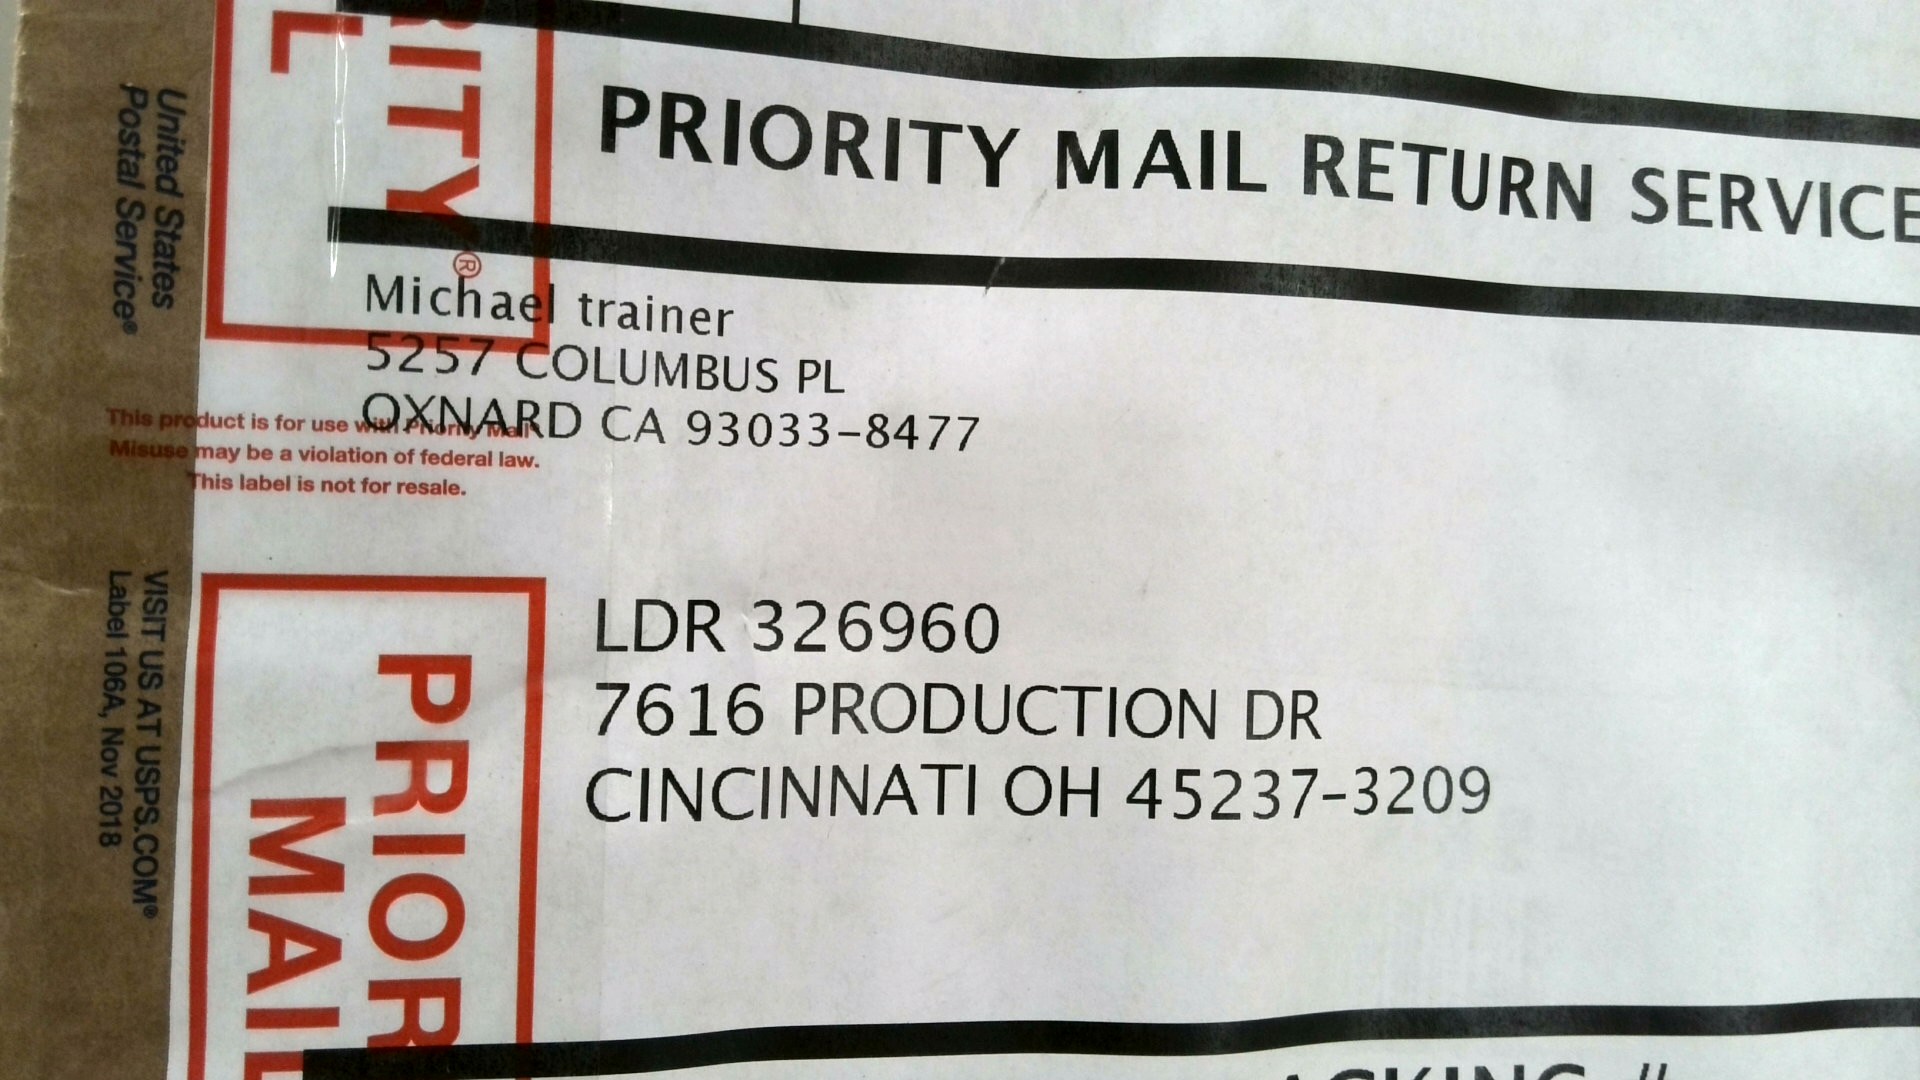 PRIORITY MAIL RETURN SERVICE
Michael trainer
5257 COLUMBUS PL
OXNARD CA 93033-8477
This product is for use with Priority Mail
Misuse may be a violation of federal law.
This label is not for resale.
LDR 326960
7616 PRODUCTION DR
CINCINNATI OH 45237-3209
United States
Postal Service®
VISIT US AT USPS.COM®
Label 106A, Nov 2018
RITY®
L
PRIOR
MAIL